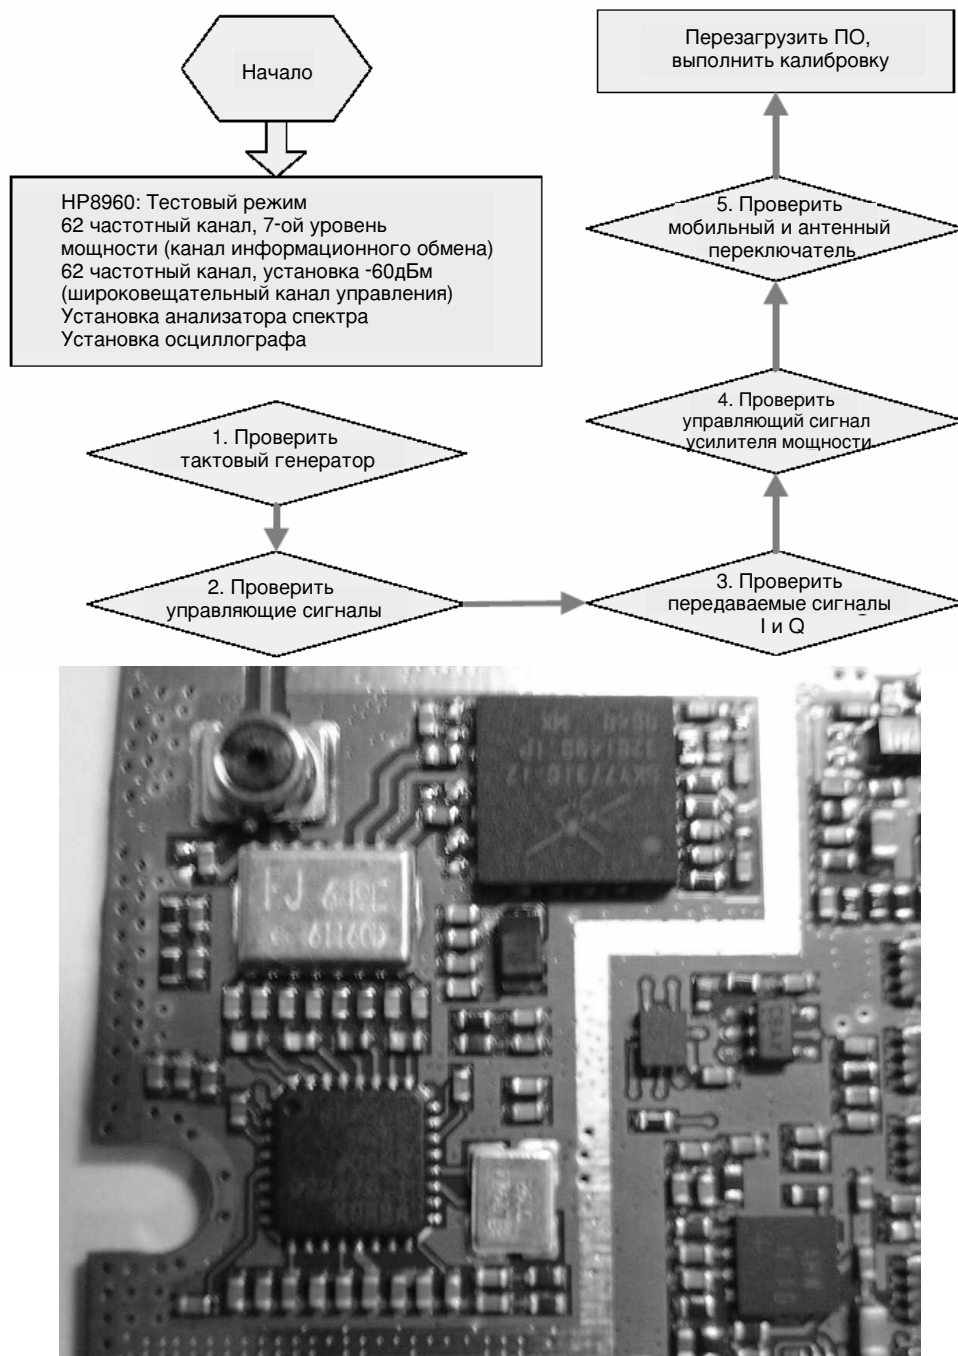 Начало
HP8960: Тестовый режим
62 частотный канал, 7-ой уровень
мощности (канал информационного обмена)
62 частотный канал, установка -60дБм
(широковещательный канал управления)
Установка анализатора спектра
Установка осциллографа
1. Проверить
тактовый генератор
2. Проверить
управляющие сигналы
3. Проверить
передаваемые сигналы
I и Q
4. Проверить
управляющий сигнал
усилителя мощности
5. Проверить
мобильный и антенный
переключатель
Перезагрузить ПО,
выполнить калибровку
SKY77318 12
FJ